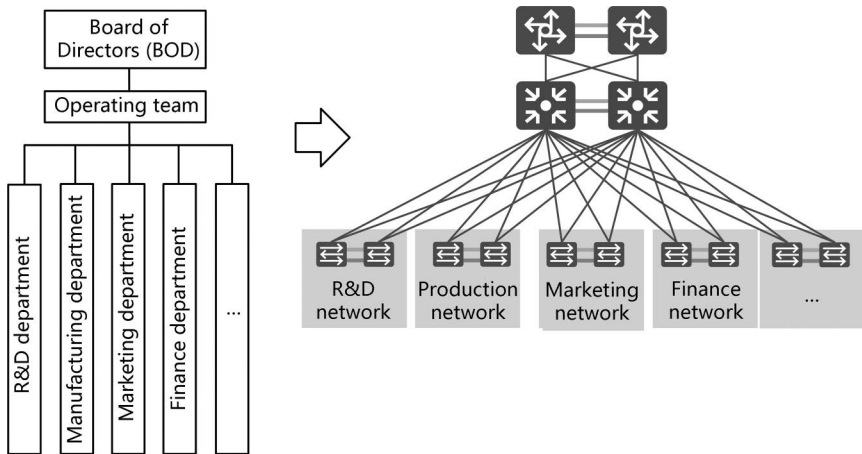 Board of
Directors (BOD)
Operating team
R&D department
Manufacturing department
Marketing department
Finance department
...
R&D
network
Production
network
Marketing
network
Finance
network
...